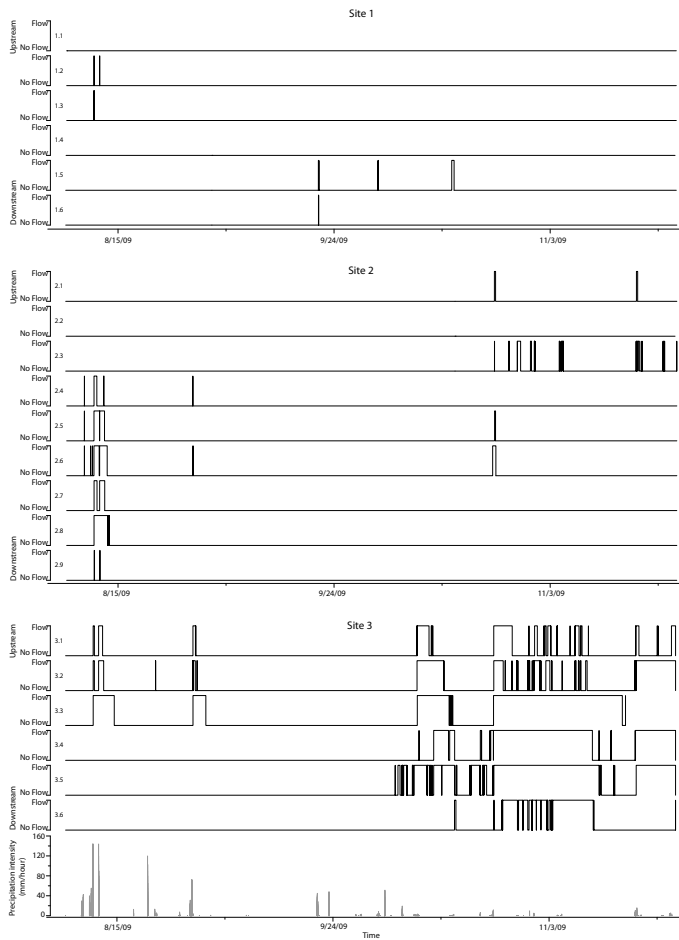 Site 1
Upstream
Flow
1.1
No Flow
Flow
1.2
No Flow
Flow
1.3
No Flow
Flow
1.4
No Flow
Flow
1.5
No Flow
Flow
1.6
No Flow
Downstream
8/15/09 9/24/09 11/3/09
Site 2
Upstream
Flow
2.1
No Flow
Flow
2.2
No Flow
Flow
2.3
No Flow
Flow
2.4
No Flow
Flow
2.5
No Flow
Flow
2.6
No Flow
Flow
2.7
No Flow
Flow
2.8
No Flow
Flow
2.9
No Flow
Downstream
8/15/09 9/24/09 11/3/09
Site 3
Upstream
Flow
3.1
No Flow
Flow
3.2
No Flow
Flow
3.3
No Flow
Flow
3.4
No Flow
Flow
3.5
No Flow
Flow
3.6
No Flow
Downstream
Precipitation intensity
(mm/hour)
160
120
80
40
0
8/15/09 9/24/09 11/3/09
Time